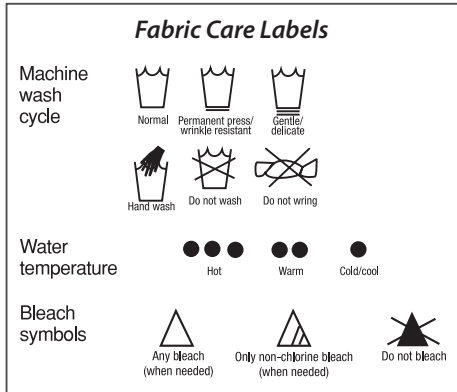 Fabric Care Labels
Machine
wash
cycle
Normal
Permanent press/
wrinkle resistant
Gentle/
delicate
Hand wash
Do not wash
Do not wring
Water
temperature
Hot
Warm
Cold/cool
Bleach
symbols
Any bleach
(when needed)
Only non-chlorine bleach
(when needed)
Do not bleach